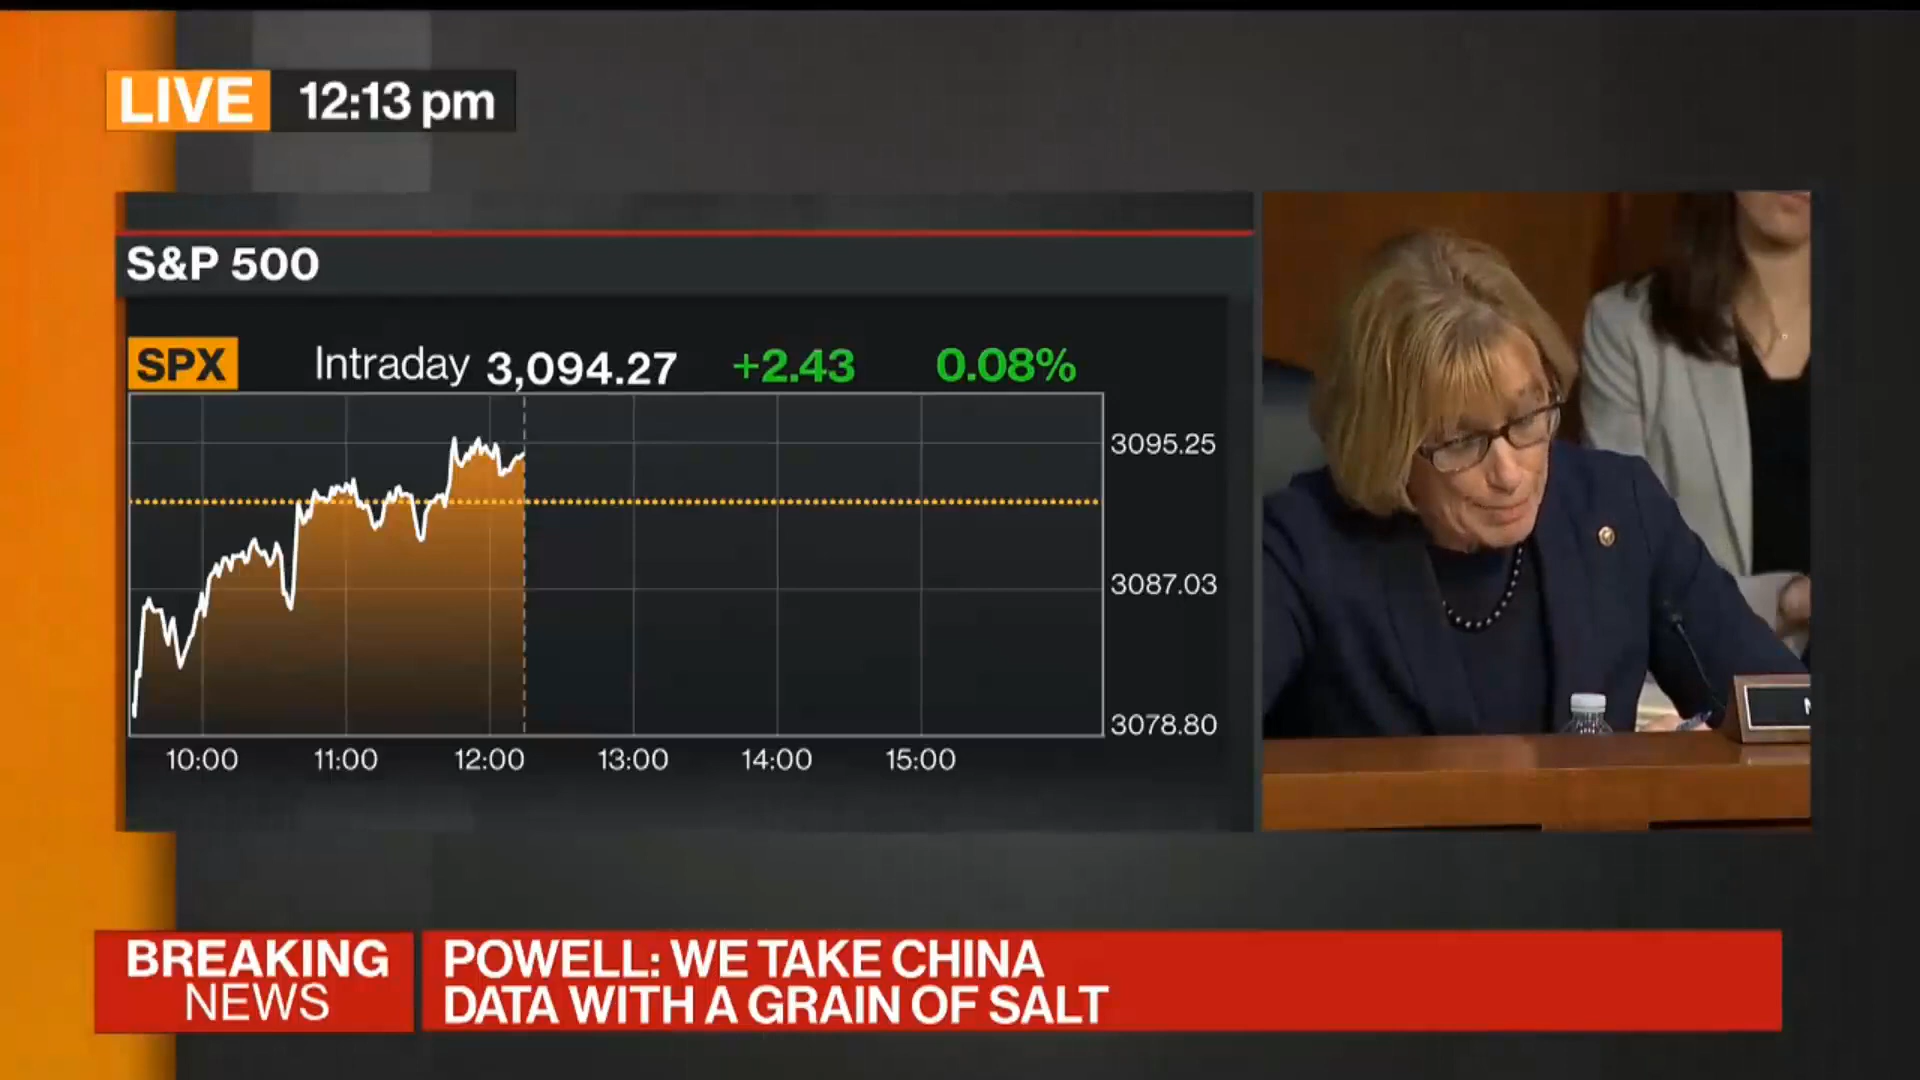 LIVE 12:13 pm
S&P 500
SPX Intraday 3,094.27 +2.43 0.08%
3095.25
3087.03
3078.80
10:00 11:00 12:00 13:00 14:00 15:00
BREAKING
NEWS
POWELL: WE TAKE CHINA
DATA WITH A GRAIN OF SALT